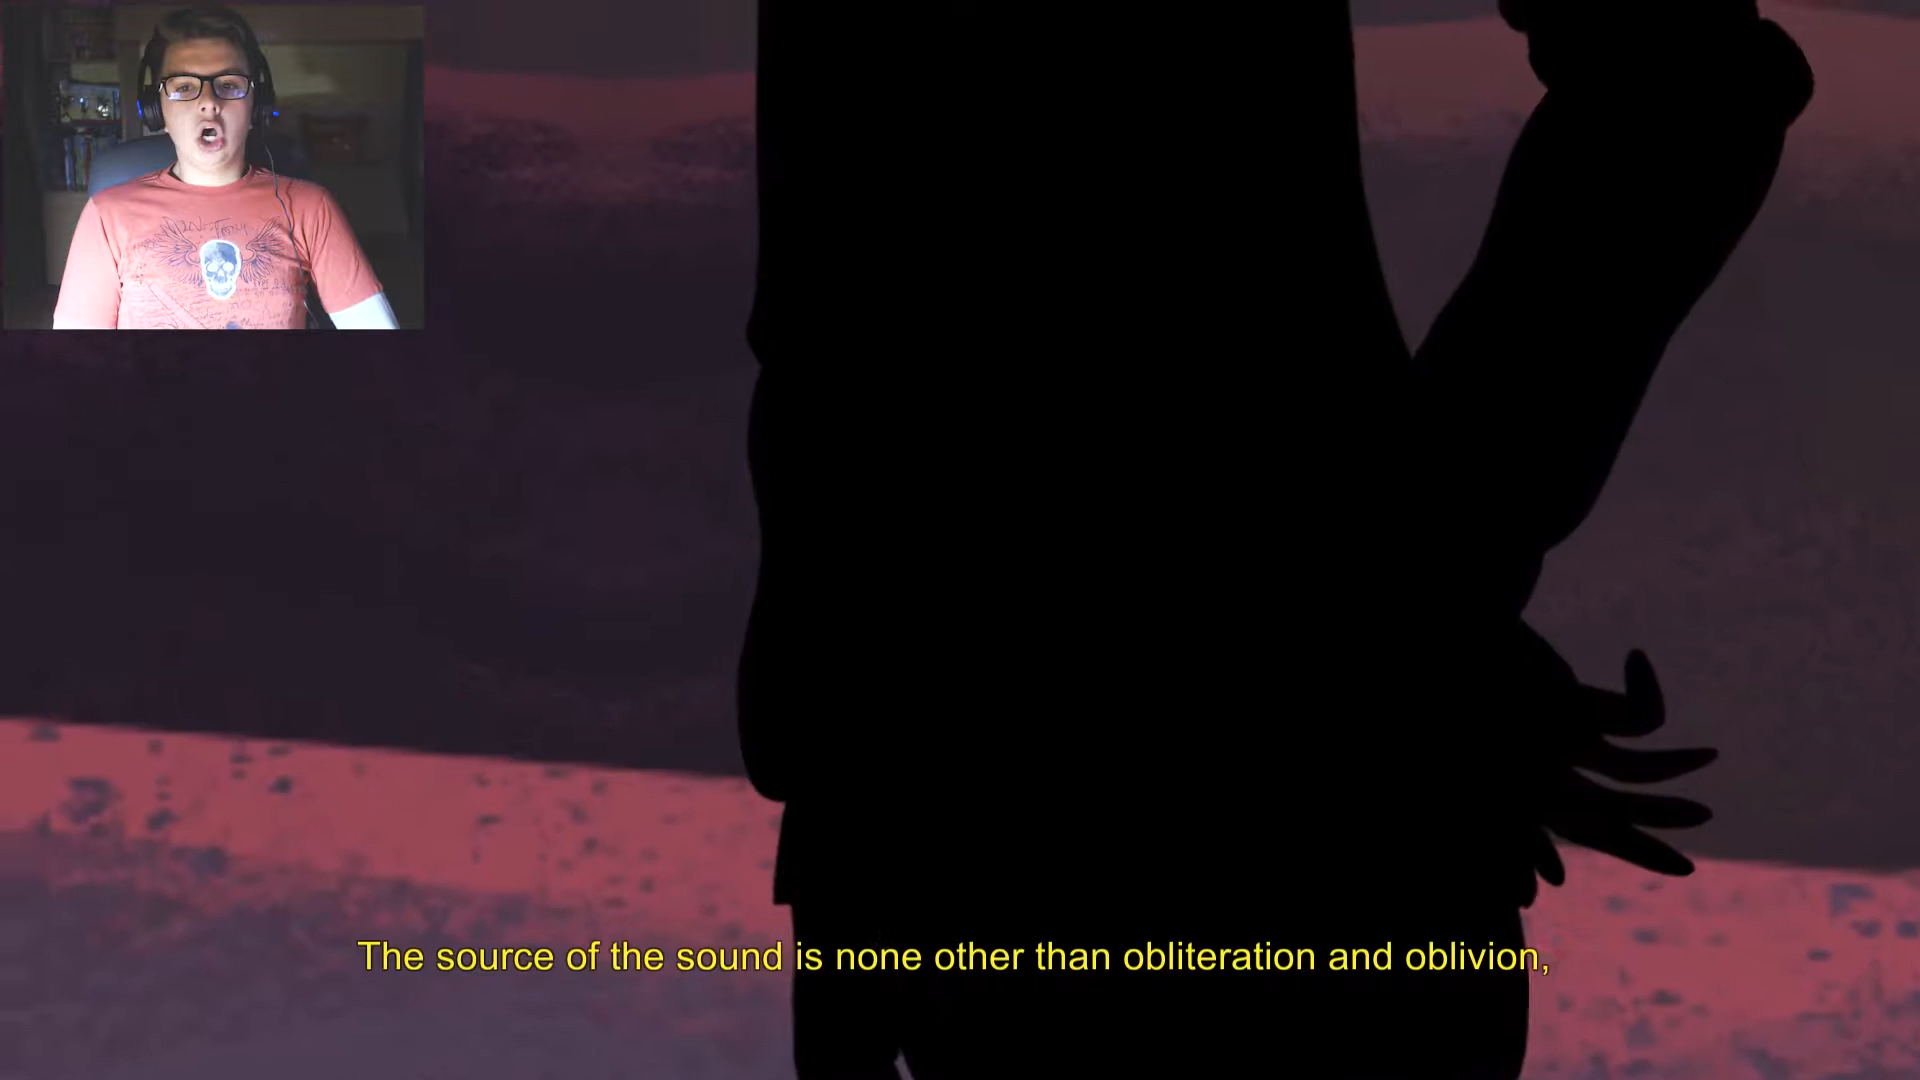 The source of the sound is none other than obliteration and oblivion,